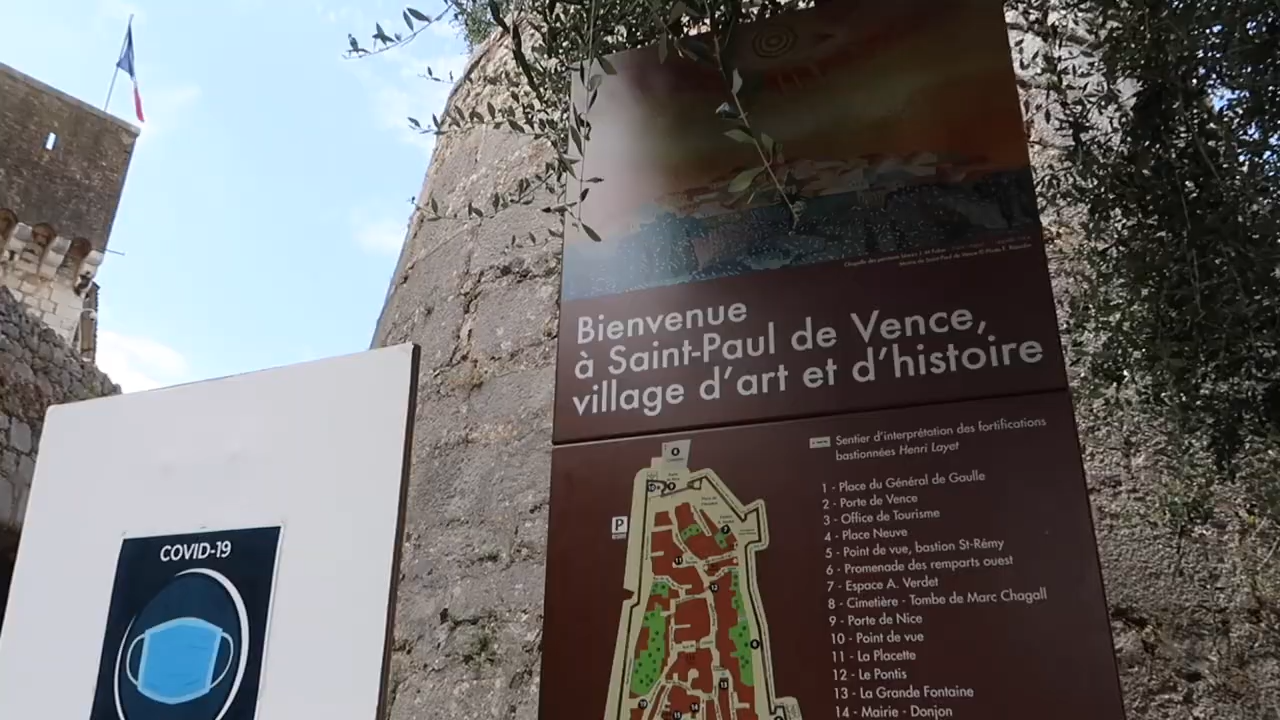 Bienvenue
à Saint-Paul de Vence,
village d'art et d'histoire
Sentier d'interprétation des fortifications
bastionnées Henri Layet
1 - Place du Général de Gaulle
2 - Porte de Vence
3 - Office de Tourisme
4 - Place Neuve
5 - Point de vue, bastion St-Rémy
6 - Promenade des remparts ouest
7 - Espace A. Verdet
8 - Cimetière - Tombe de Marc Chagall
9 - Porte de Nice
10 - Point de vue
11 - La Placette
12 - Le Pontis
13 - La Grande Fontaine
14 - Mairie - Donjon
P
11
12
13
14
COVID-19